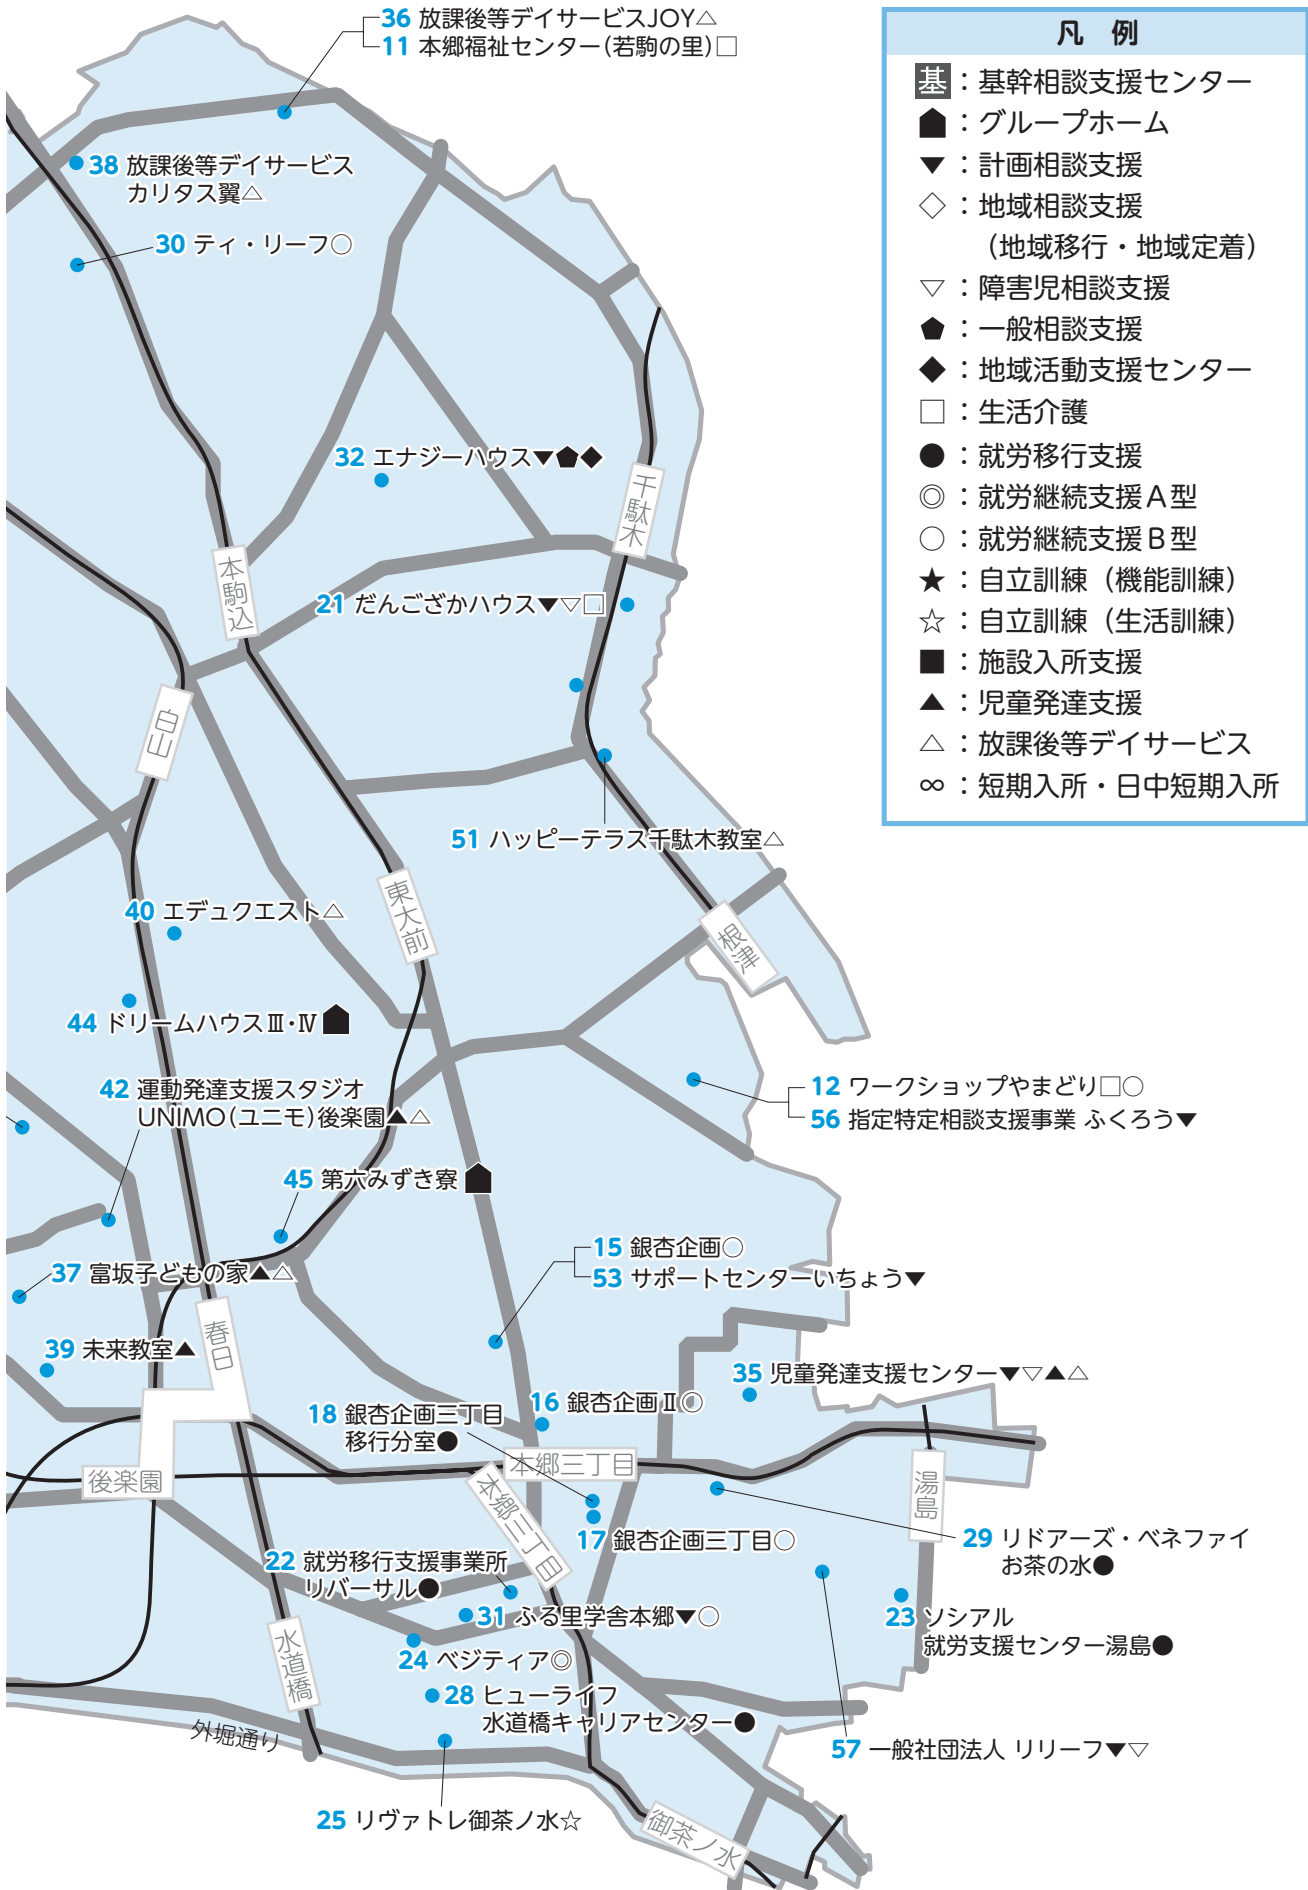 36 放課後等デイサービスJOY△
11 本郷福祉センター(若駒の里)□
凡 例
基：基幹相談支援センター
：グループホーム
▼：計画相談支援
◇：地域相談支援
（地域移行・地域定着）
▽：障害児相談支援
⬟：一般相談支援
◆：地域活動支援センター
□：生活介護
●：就労移行支援
◎：就労継続支援A型
○：就労継続支援B型
★：自立訓練（機能訓練）
☆：自立訓練（生活訓練）
■：施設入所支援
▲：児童発達支援
△：放課後等デイサービス
∞：短期入所・日中短期入所
38 放課後等デイサービス
カリタス翼△
30 ティ・リーフ○
32 エナジーハウス▼⬟◆
千駄木
本駒込
21 だんござかハウス▼▽□
白山
51 ハッピーテラス千駄木教室△
東大前
40 エデュクエスト△
根津
44 ドリームハウスⅢ・Ⅳ
42 運動発達支援スタジオ
UNIMO(ユニモ)後楽園▲△
12 ワークショップやまどり□○
56 指定特定相談支援事業 ふくろう▼
45 第六みずき寮
15 銀杏企画○
53 サポートセンターいちょう▼
37 富坂子どもの家▲△
春日
39 未来教室▲
35 児童発達支援センター▼▽▲△
16 銀杏企画Ⅱ◎
18 銀杏企画三丁目
移行分室●
本郷三丁目
後楽園
本郷三丁目
湯島
17 銀杏企画三丁目○
29 リドアーズ・ベネファイ
お茶の水●
22 就労移行支援事業所
リバーサル●
31 ふる里学舎本郷▼○
23 ソシアル
就労支援センター湯島●
水道橋
24 ベジティア◎
28 ヒューライフ
水道橋キャリアセンター●
外堀通り
57 一般社団法人 リリーフ▼▽
25 リヴァトレ御茶ノ水☆
御茶ノ水